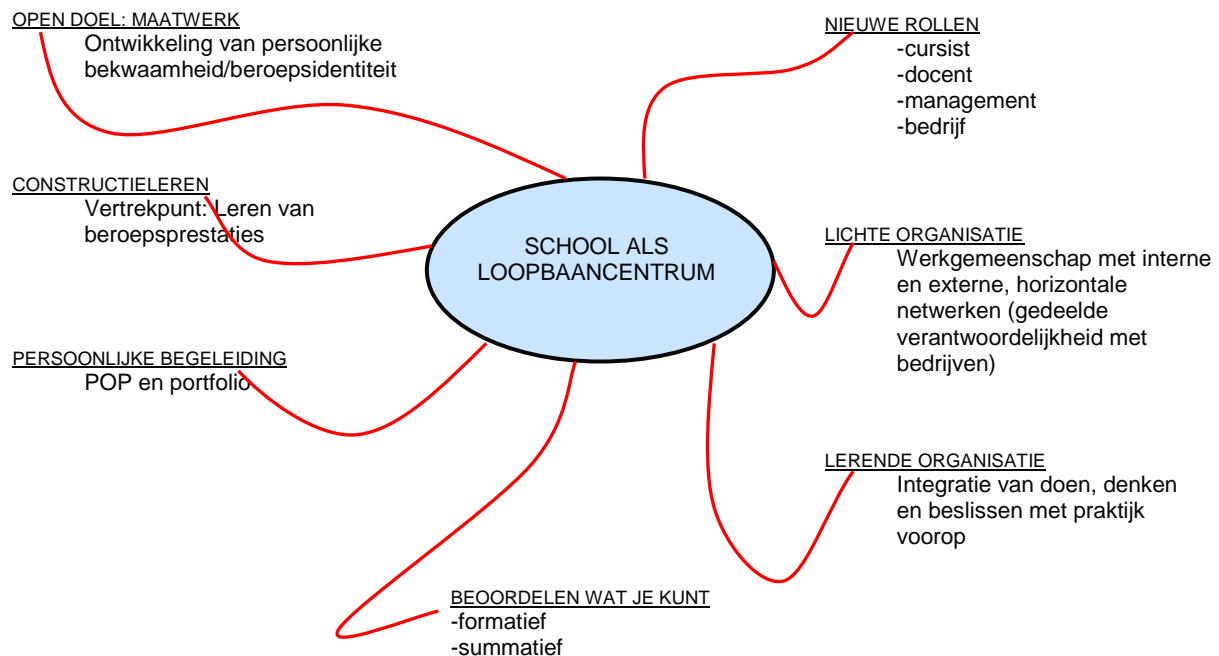 OPEN DOEL: MAATWERK
Ontwikkeling van persoonlijke
bekwaamheid/beroepsidentiteit
NIEUWE ROLLEN
-cursist
-docent
-management
-bedrijf
CONSTRUCTIELEREN
Vertrekpunt: Leren van
beroepsprestaties
SCHOOL ALS
LOOPBAANCENTRUM
LICHTE ORGANISATIE
Werkgemeenschap met interne
en externe, horizontale
netwerken (gedeelde
verantwoordelijkheid met
bedrijven)
PERSOONLIJKE BEGELEIDING
POP en portfolio
LERENDE ORGANISATIE
Integratie van doen, denken
en beslissen met praktijk
voorop
BEOORDELEN WAT JE KUNT
-formatief
-summatief